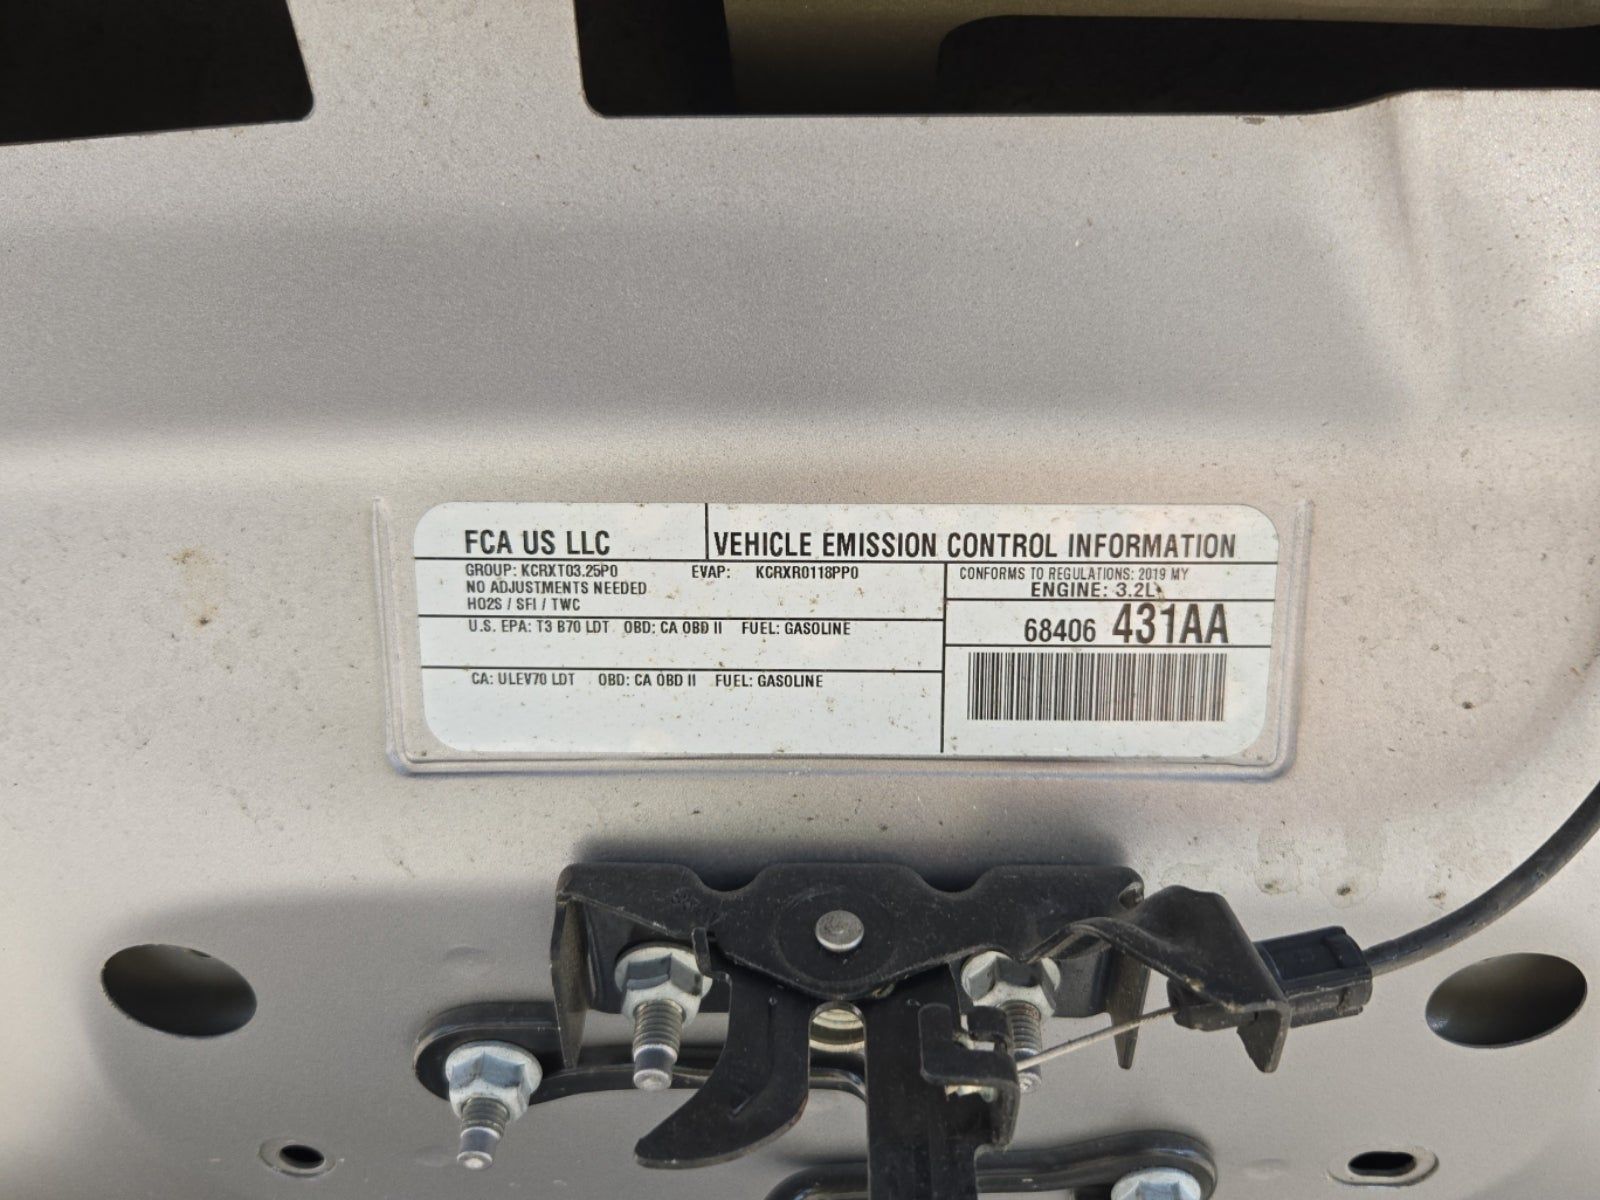 FCA US LLC
VEHICLE EMISSION CONTROL INFORMATION
GROUP: KCRXT03.25P0 EVAP: KCRXR0118PP0
NO ADJUSTMENTS NEEDED
HO2S / SFI / TWC
U.S. EPA: T3 B70 LDT OBD: CA OBD II FUEL: GASOLINE
CA: ULEV70 LDT OBD: CA OBD II FUEL: GASOLINE
CONFORMS TO REGULATIONS: 2019 MY
ENGINE: 3.2L
68406 431AA